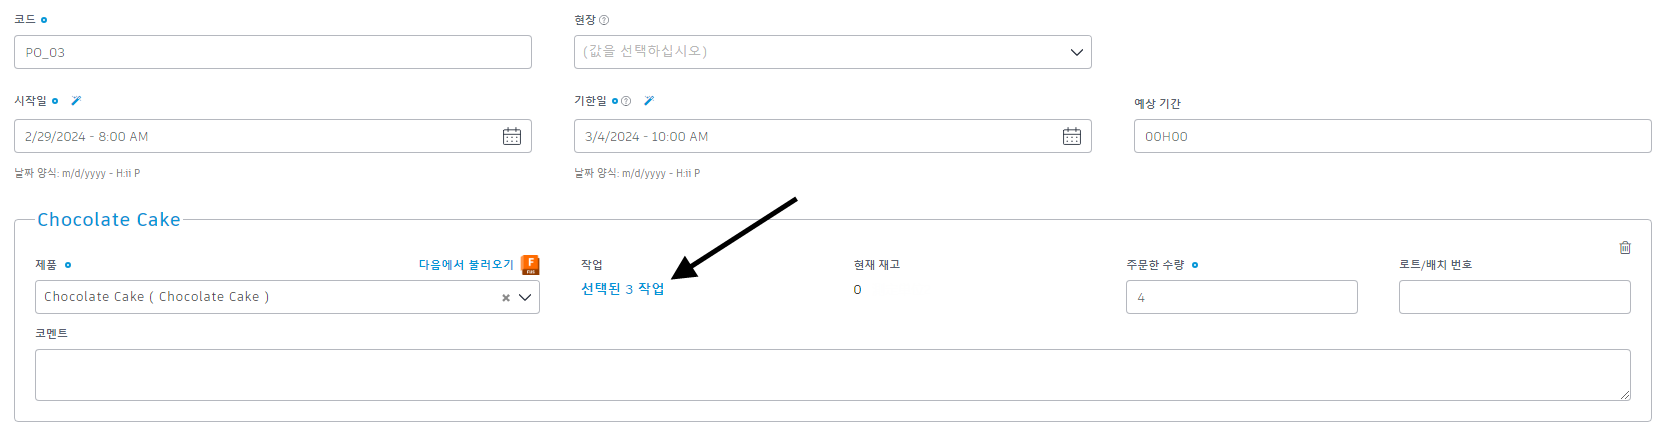 코드
현장
PO_03
(값을 선택하십시오)
시작일
기한일
예상 기간
2/29/2024 - 8:00 AM
3/4/2024 - 10:00 AM
00H00
날짜 양식: m/d/yyyy - H:ii P
날짜 양식: m/d/yyyy - H:ii P
Chocolate Cake
제품
다음에서 불러오기
F
작업
현재 재고
주문한 수량
로트/배치 번호
Chocolate Cake ( Chocolate Cake )
선택된 3 작업
0
4
코멘트